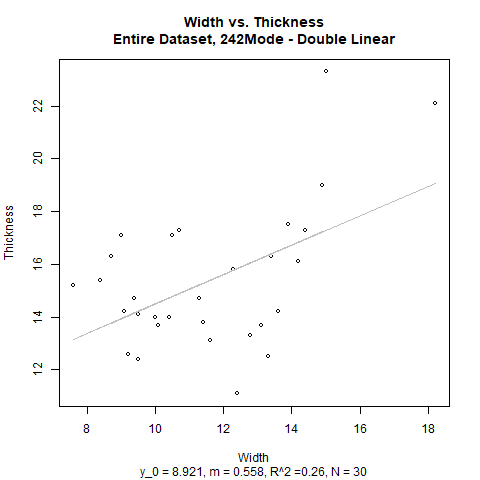 Width vs. Thickness
Entire Dataset, 242Mode - Double Linear
Thickness
22
20
18
16
14
12
8 10 12 14 16 18
Width
y_0 = 8.921, m = 0.558, R^2 =0.26, N = 30